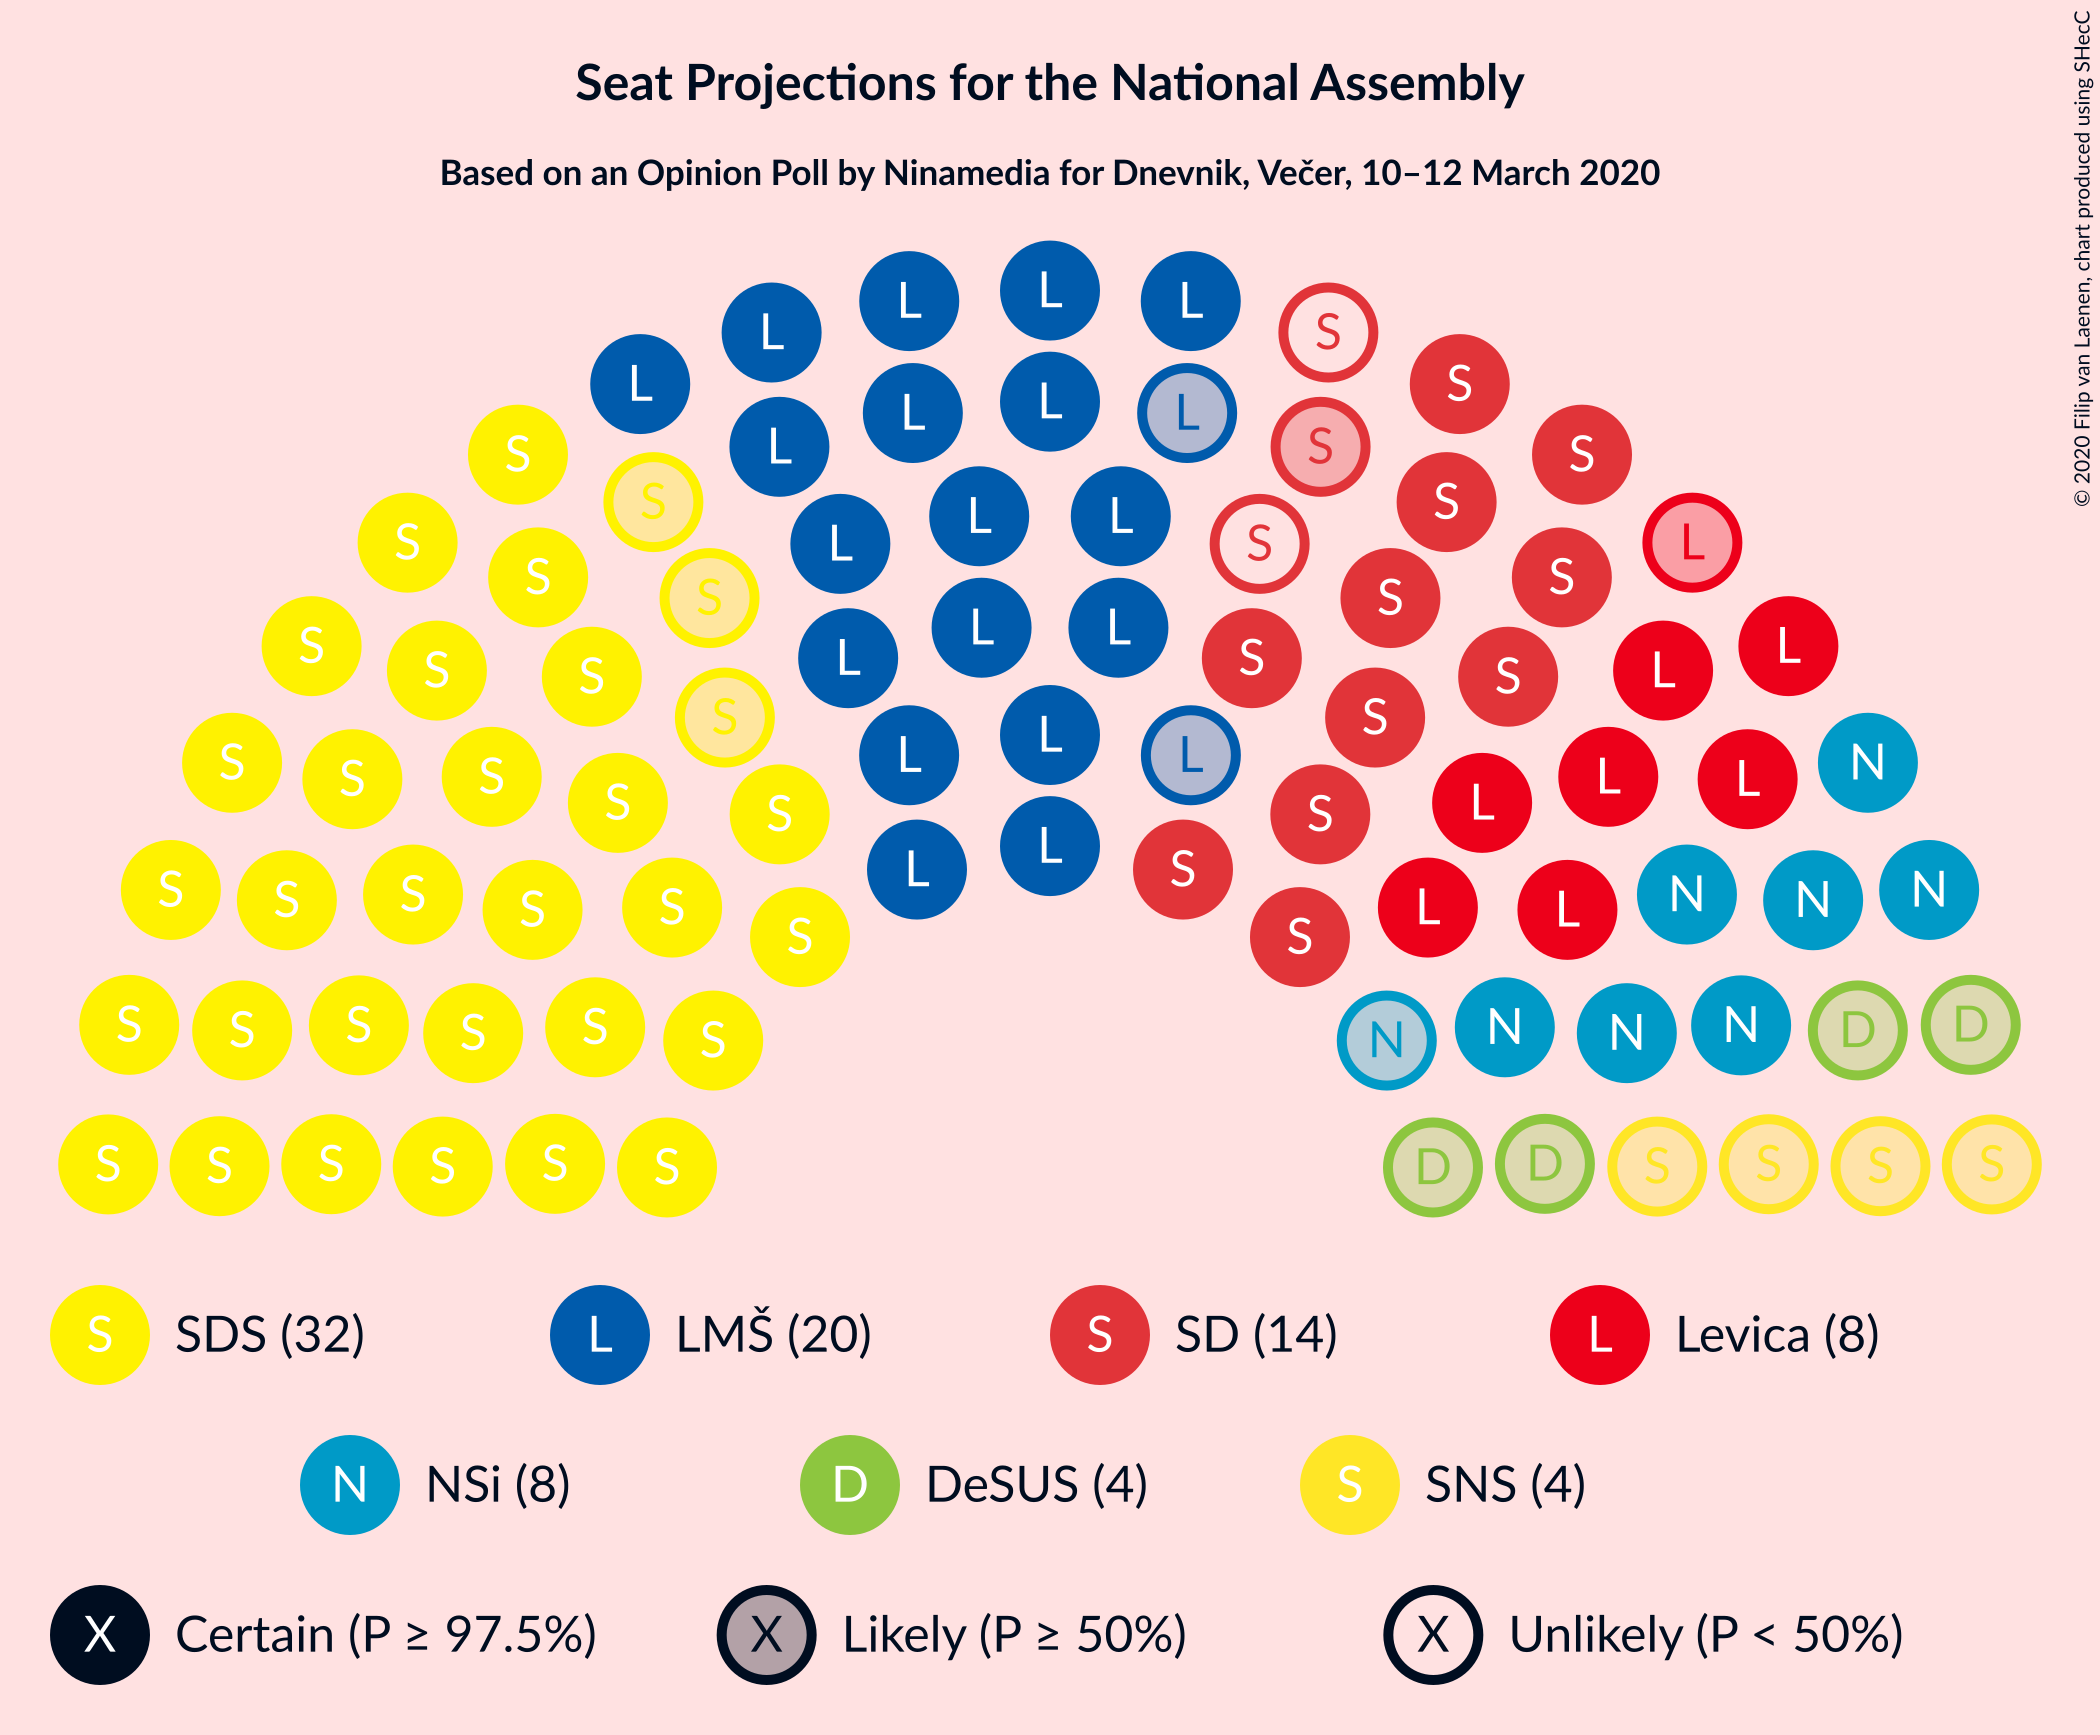 Seat Projections for the National Assembly
Based on an Opinion Poll by Ninamedia for Dnevnik, Večer, 10–12 March 2020
© 2020 Filip van Laenen, chart produced using SHecC
L
L L
L L
L S
L S
L L
L S
S S
S S
S L L S
S L L S
S S S L
S S
L L S
L S
S L L
S S
S L L S
S N
L L S
S S L L
S S
S S
S L L
S S N
S S L S N N
S S L L
S S
S S S N N N
S S S N N D D
S S S S S S D D S S S S
S SDS (32) L LMŠ (20) S SD (14) L Levica (8)
N NSi (8) D DeSUS (4) S SNS (4)
X Certain (P ≥ 97.5%) X Likely (P ≥ 50%) X Unlikely (P < 50%)